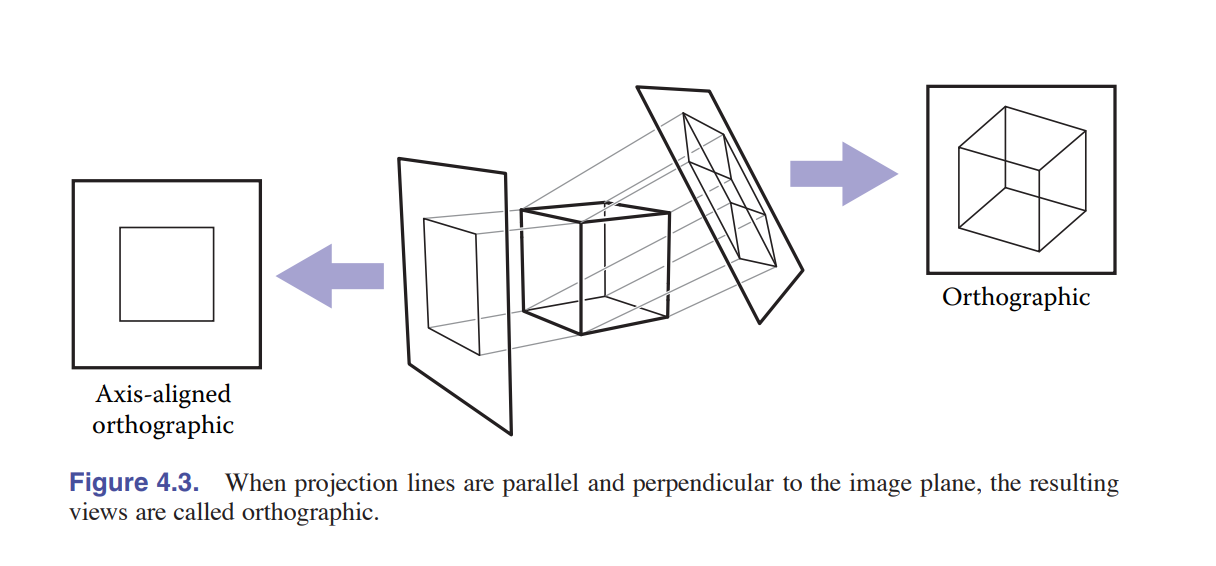 Axis-aligned
orthographic
Orthographic
Figure 4.3. When projection lines are parallel and perpendicular to the image plane, the resulting
views are called orthographic.